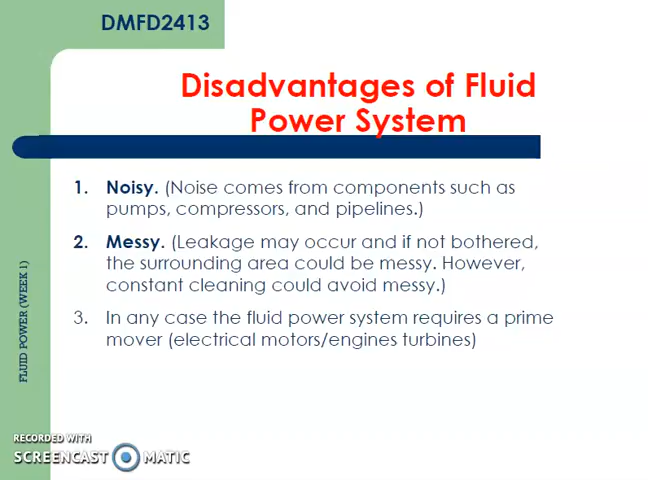 DMFD2413
Disadvantages of Fluid
Power System
1. Noisy. (Noise comes from components such as
pumps, compressors, and pipelines.)
2. Messy. (Leakage may occur and if not bothered,
the surrounding area could be messy. However,
constant cleaning could avoid messy.)
3. In any case the fluid power system requires a prime
mover (electrical motors/engines turbines)
FLUID POWER (WEEK 1)
RECORDED WITH
SCREENCAST MATIC